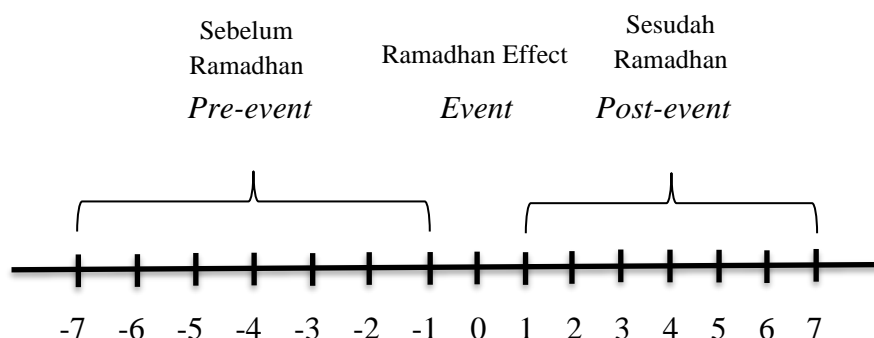 Sebelum
Ramadhan
Pre-event
Ramadhan Effect
Event
Sesudah
Ramadhan
Post-event
-7 -6 -5 -4 -3 -2 -1 0 1 2 3 4 5 6 7